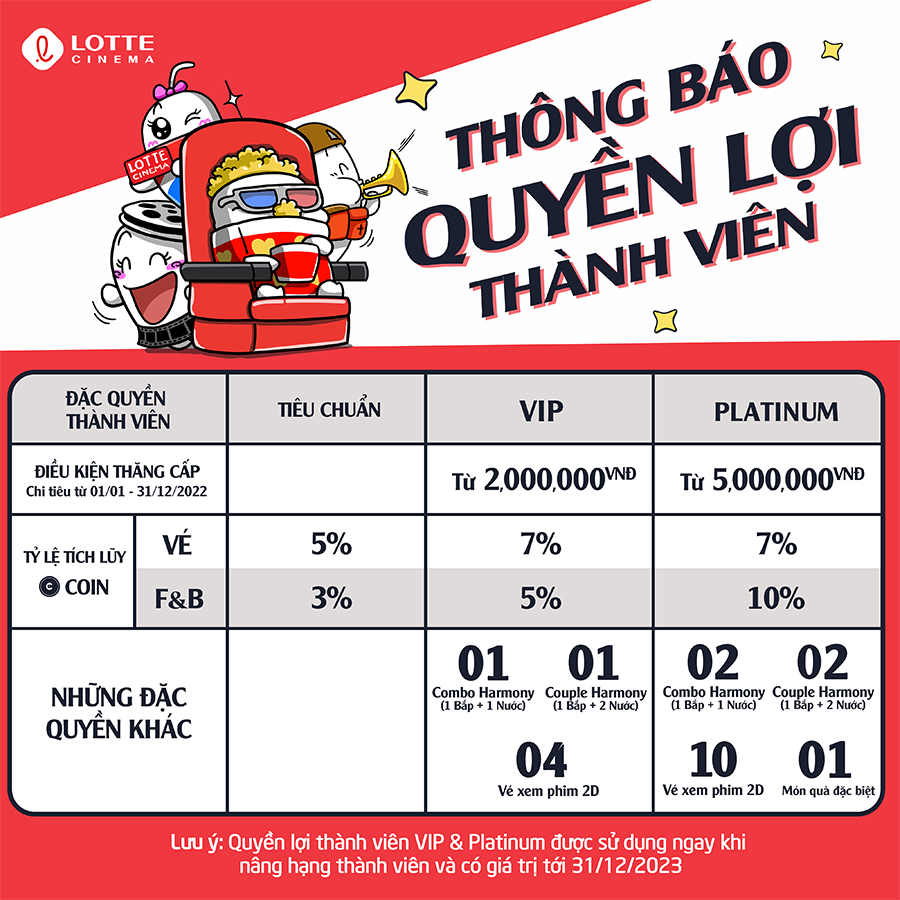 LOTTE
CINEMA
LOTTE
CINEMA
THÔNG BÁO
QUYỀN LỢI
THÀNH VIÊN
ĐẶC QUYỀN
THÀNH VIÊN
TIÊU CHUẨN
VIP
PLATINUM
ĐIỀU KIỆN THĂNG CẤP
Chi tiêu từ 01/01 - 31/12/2022
Từ 2,000,000VNĐ
Từ 5,000,000VNĐ
TỶ LỆ TÍCH LŨY
C COIN
VÉ
5%
7%
7%
F&B
3%
5%
10%
NHỮNG ĐẶC
QUYỀN KHÁC
01
Combo Harmony
(1 Bắp + 1 Nước)
01
Couple Harmony
(1 Bắp + 2 Nước)
04
Vé xem phim 2D
02
Combo Harmony
(1 Bắp + 1 Nước)
02
Couple Harmony
(1 Bắp + 2 Nước)
10
Vé xem phim 2D
01
Món quà đặc biệt
Lưu ý: Quyền lợi thành viên VIP & Platinum được sử dụng ngay khi
nâng hạng thành viên và có giá trị tới 31/12/2023